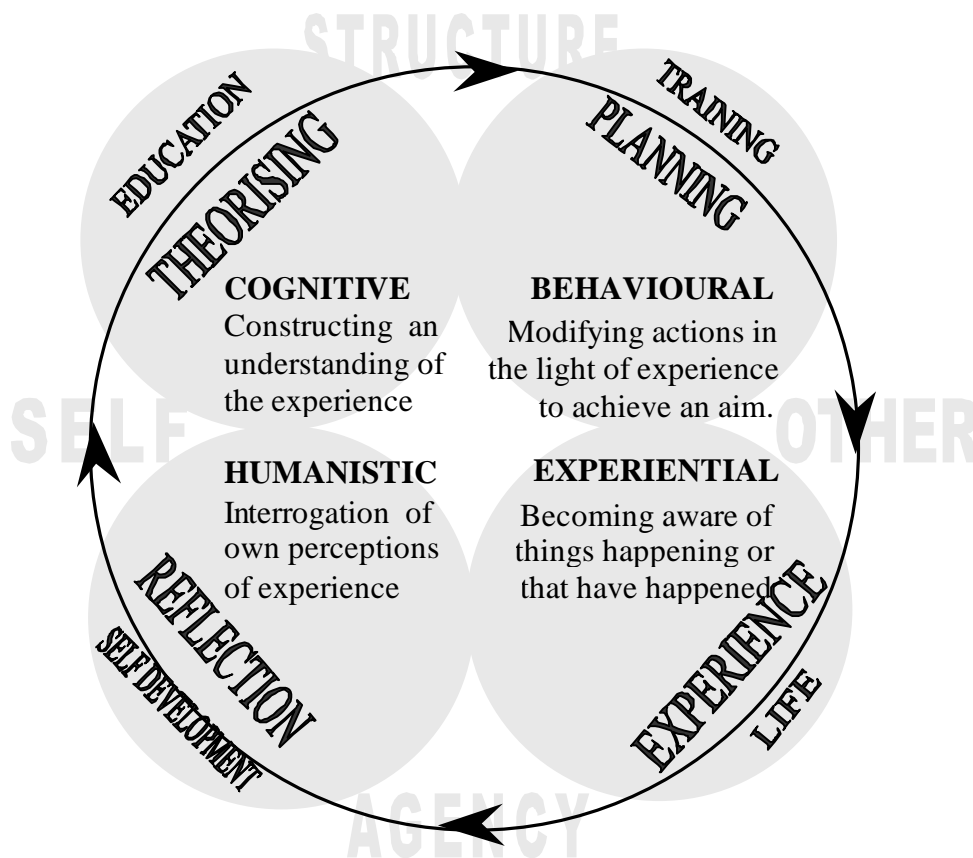 STRUCTURE
EDUCATION
TRAINING
THEORISING
PLANNING
COGNITIVE
Constructing an
understanding of
the experience
BEHAVIOURAL
Modifying actions in
the light of experience
to achieve an aim.
SELF
OTHER
HUMANISTIC
Interrogation of
own perceptions
of experience
EXPERIENTIAL
Becoming aware of
things happening or
that have happened
REFLECTION
EXPERIENCE
SELF DEVELOPMENT
LIFE
AGENCY